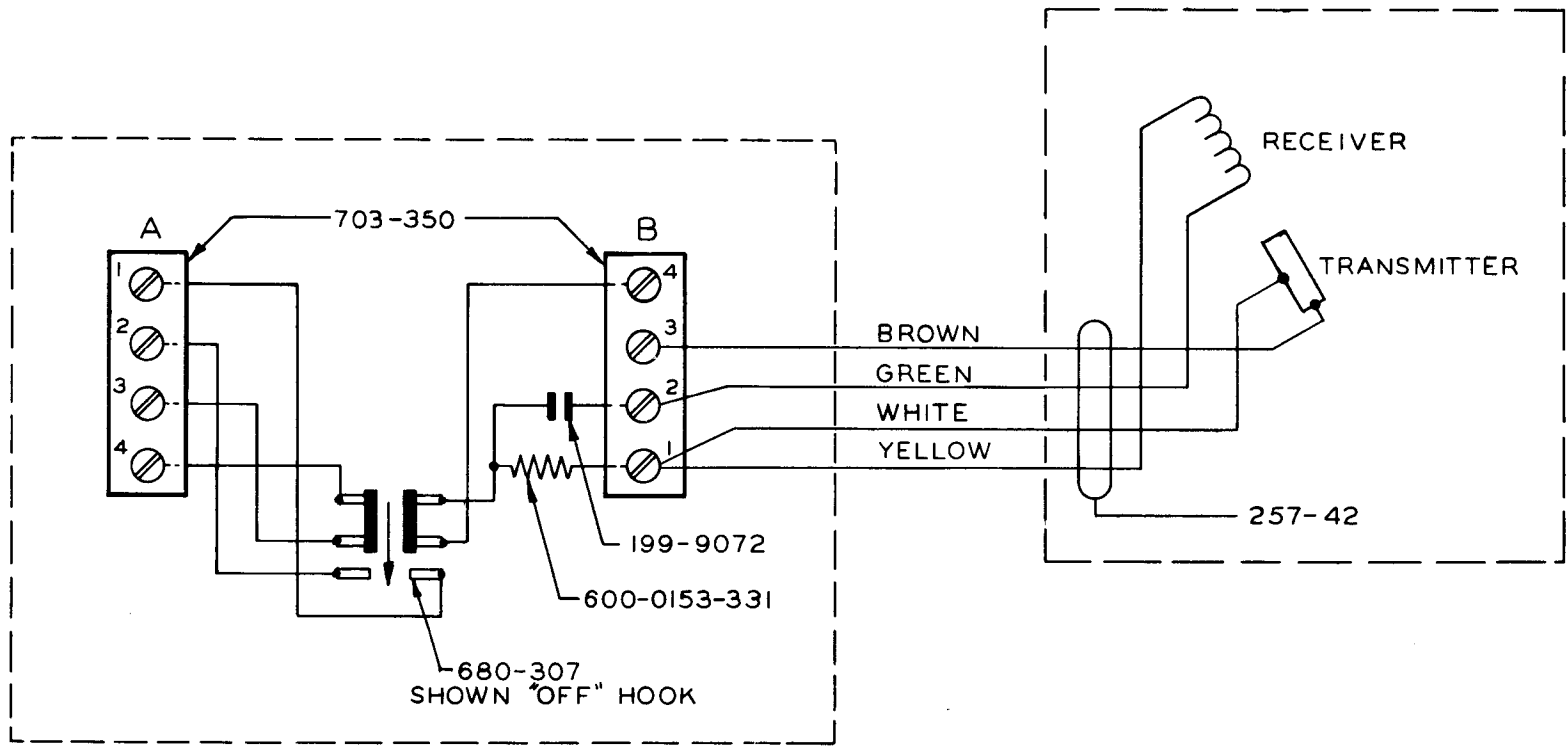 RECEIVER
TRANSMITTER
703-350
A
B
1
2
3
4
4
3
2
1
BROWN
GREEN
WHITE
YELLOW
257-42
199-9072
600-0153-331
680-307
SHOWN "OFF" HOOK